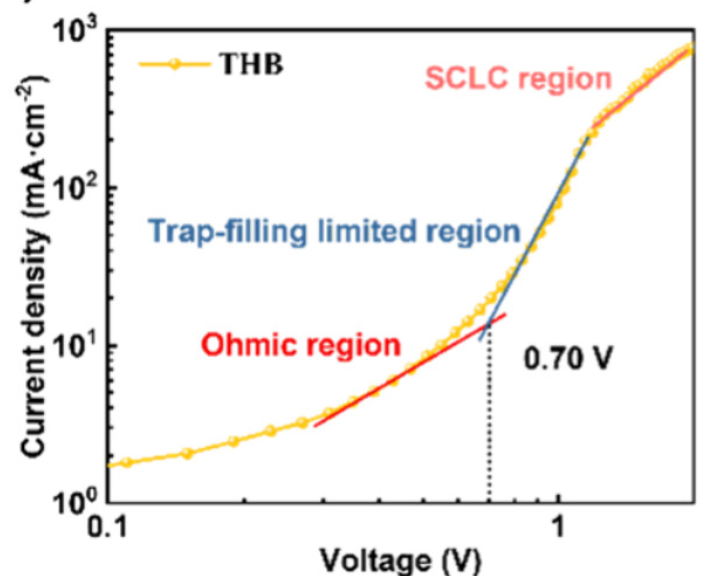 )
10³
THB
SCLC region
10²
Trap-filling limited region
Ohmic region
10¹
0.70 V
10⁰
0.1
1
Current density (mA·cm⁻²)
Voltage (V)